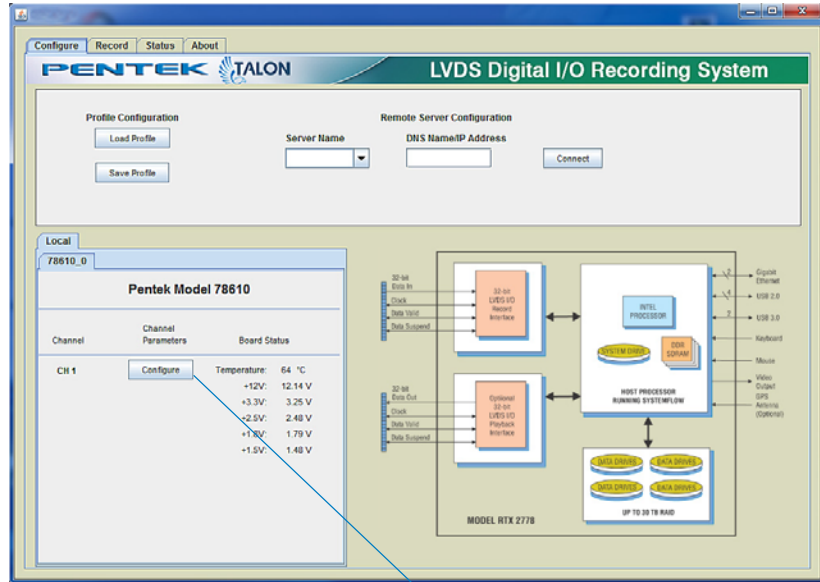 Configure Record Status About
PENTEK TALON LVDS Digital I/O Recording System
Profile Configuration
Load Profile
Save Profile
Remote Server Configuration
Server Name DNS Name/IP Address
Connect
Local
78610_0
Pentek Model 78610
Channel Channel Parameters Board Status
CH 1 Configure Temperature: 64 °C
+12V: 12.14 V
+3.3V: 3.25 V
+2.5V: 2.48 V
+1.8V: 1.79 V
+1.5V: 1.48 V
32-bit
Data In
Clock
Data Valid
Data Suspend
32-bit
LVDS I/O
Record
Interface
32-bit
Data Out
Clock
Data Valid
Data Suspend
Optional
32-bit
LVDS I/O
Playback
Interface
INTEL
PROCESSOR
SYSTEM DRIVE
DDR
SDRAM
HOST PROCESSOR
RUNNING SYSTEMFLOW
2 Gigabit
Ethernet
4 USB 2.0
2 USB 3.0
Keyboard
Mouse
Video
Output
GPS
Antenna
(Optional)
DATA DRIVES DATA DRIVES
DATA DRIVES DATA DRIVES
UP TO 20 TB RAID
MODEL RTX 2778